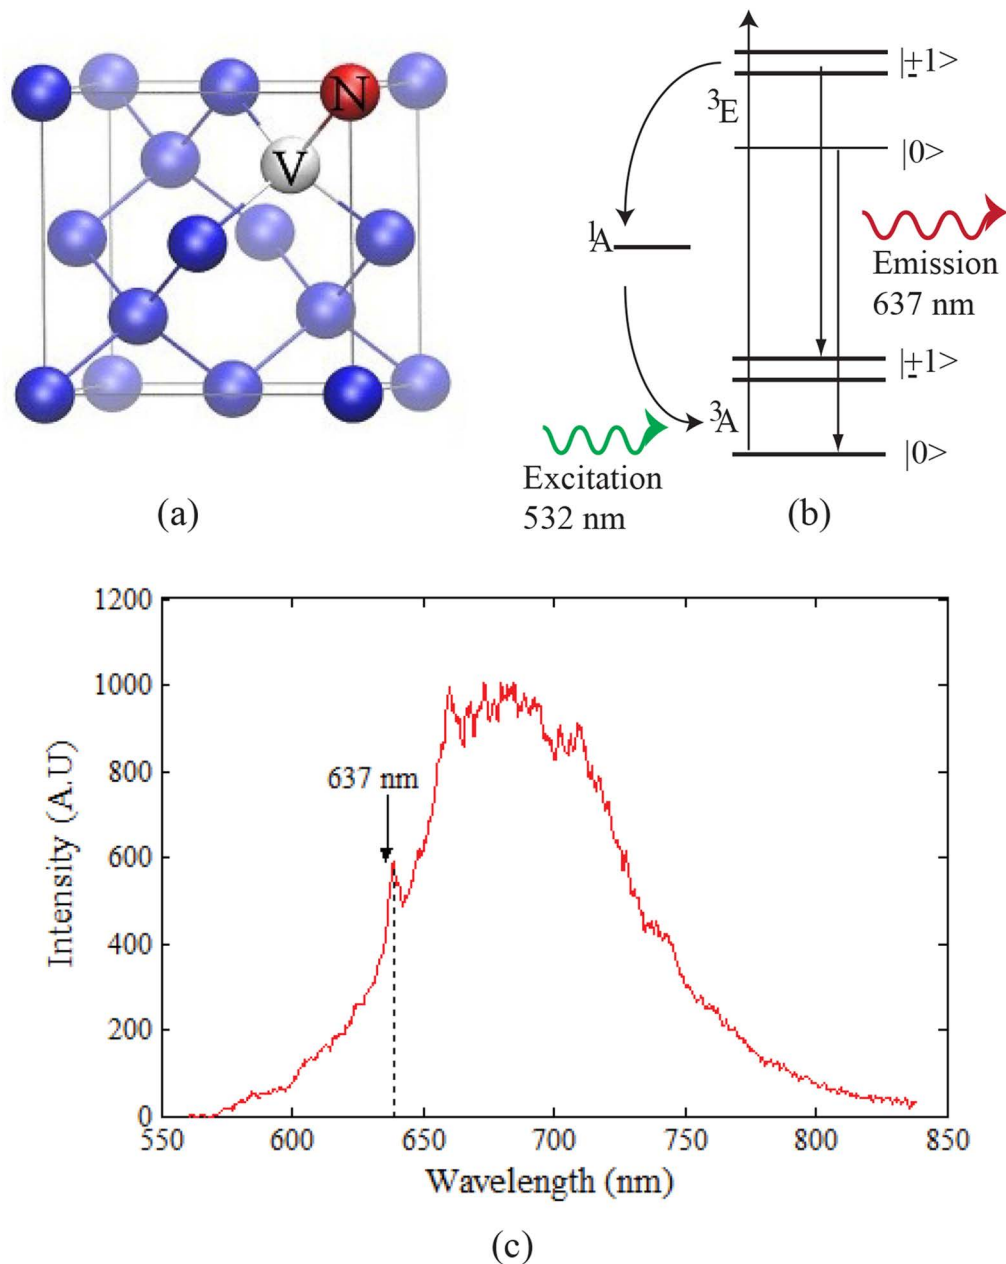 N
V
(a)
|±1>
³E
|0>
¹A
Emission
637 nm
|±1>
³A
|0>
Excitation
532 nm
(b)
1200
1000
800
600
400
200
0
Intensity (A.U)
637 nm
550 600 650 700 750 800 850
Wavelength (nm)
(c)